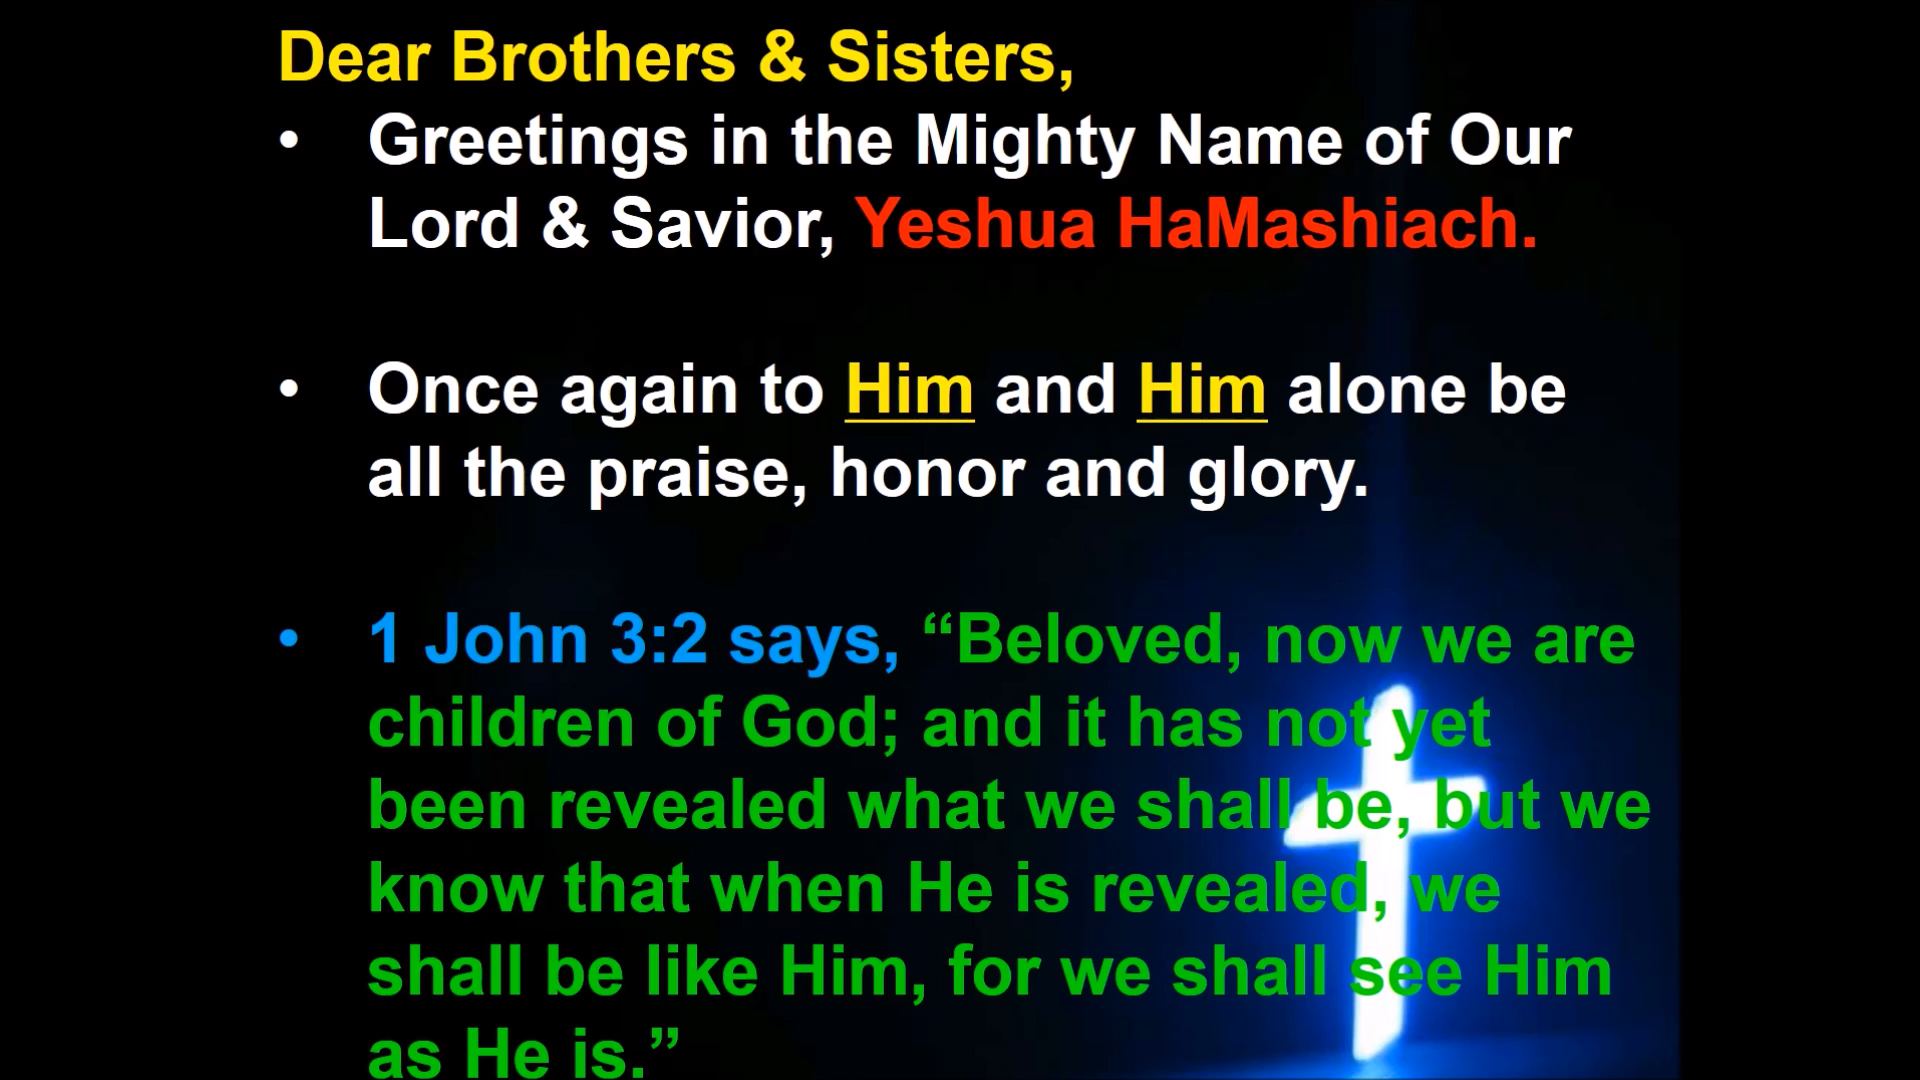 Dear Brothers & Sisters,
• Greetings in the Mighty Name of Our
Lord & Savior, Yeshua HaMashiach.
• Once again to Him and Him alone be
all the praise, honor and glory.
• 1 John 3:2 says, “Beloved, now we are
children of God; and it has not yet
been revealed what we shall be, but we
know that when He is revealed, we
shall be like Him, for we shall see Him
as He is.”